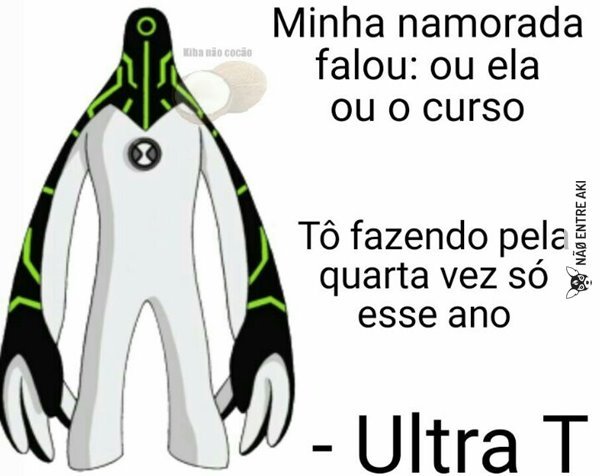 Kiba não cocão
Minha namorada
falou: ou ela
ou o curso
Tô fazendo pela
quarta vez só
esse ano
NÃØ ENTRE AKI
- Ultra T